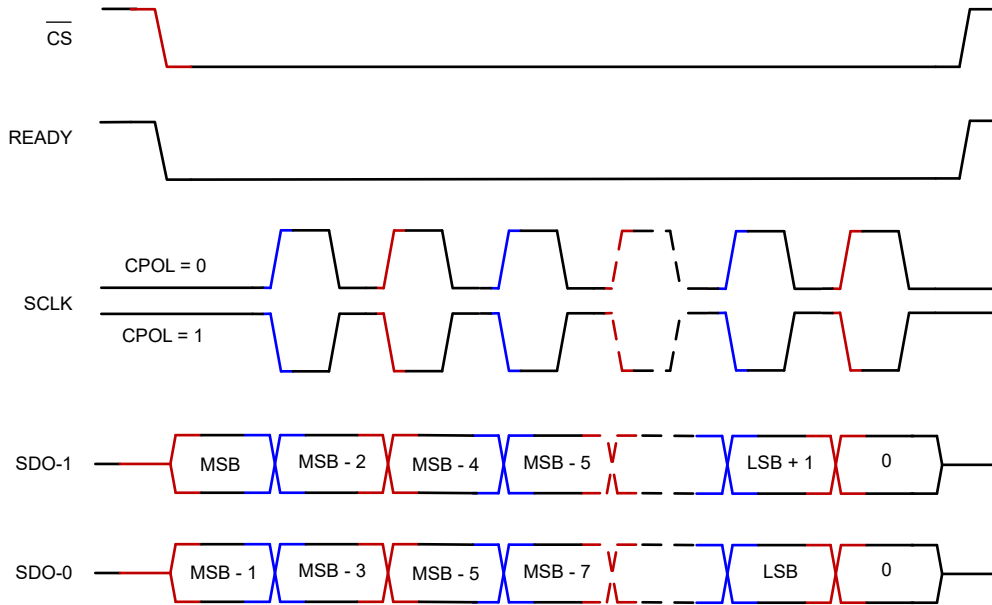 CS
READY
CPOL = 0
SCLK
CPOL = 1
SDO-1 MSB MSB - 2 MSB - 4 MSB - 5 LSB + 1 0
SDO-0 MSB - 1 MSB - 3 MSB - 5 MSB - 7 LSB 0